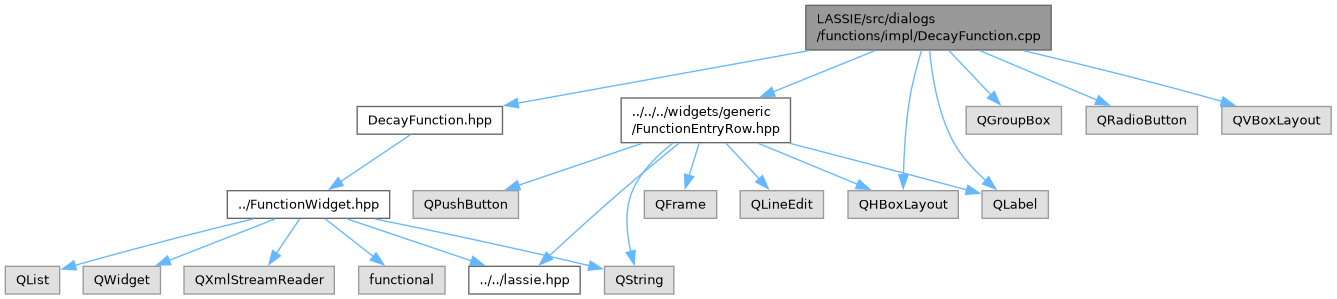 LASSIE/src/dialogs
/functions/impl/DecayFunction.cpp
DecayFunction.hpp
../../../widgets/generic
/FunctionEntryRow.hpp
QGroupBox
QRadioButton
QVBoxLayout
../FunctionWidget.hpp
QPushButton
QFrame
QLineEdit
QHBoxLayout
QLabel
QList
QWidget
QXmlStreamReader
functional
../../lassie.hpp
QString